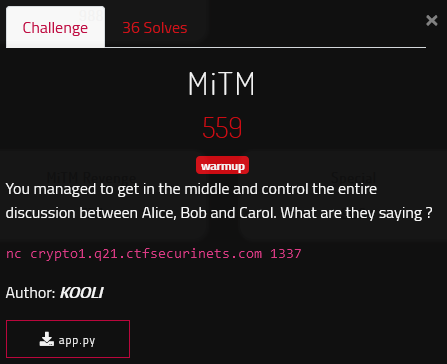 Challenge
36 Solves
×
MiTM
559
warmup
You managed to get in the middle and control the entire
discussion between Alice, Bob and Carol. What are they saying ?
nc crypto1.q21.ctfsecurinets.com 1337
Author: KOOLI
app.py